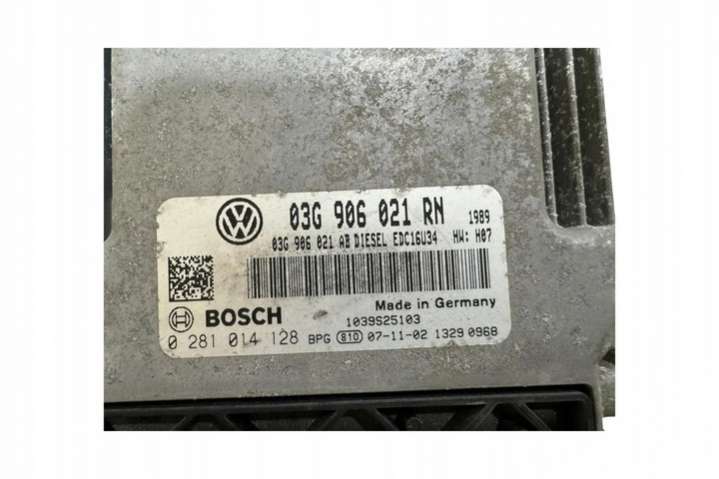 03G 906 021 RN 1989
03G 906 021 AB DIESEL EDC16U34 HW: H07
Made in Germany
BOSCH 1039S25103
0 281 014 128 BPG 810 07-11-02 1329 0968